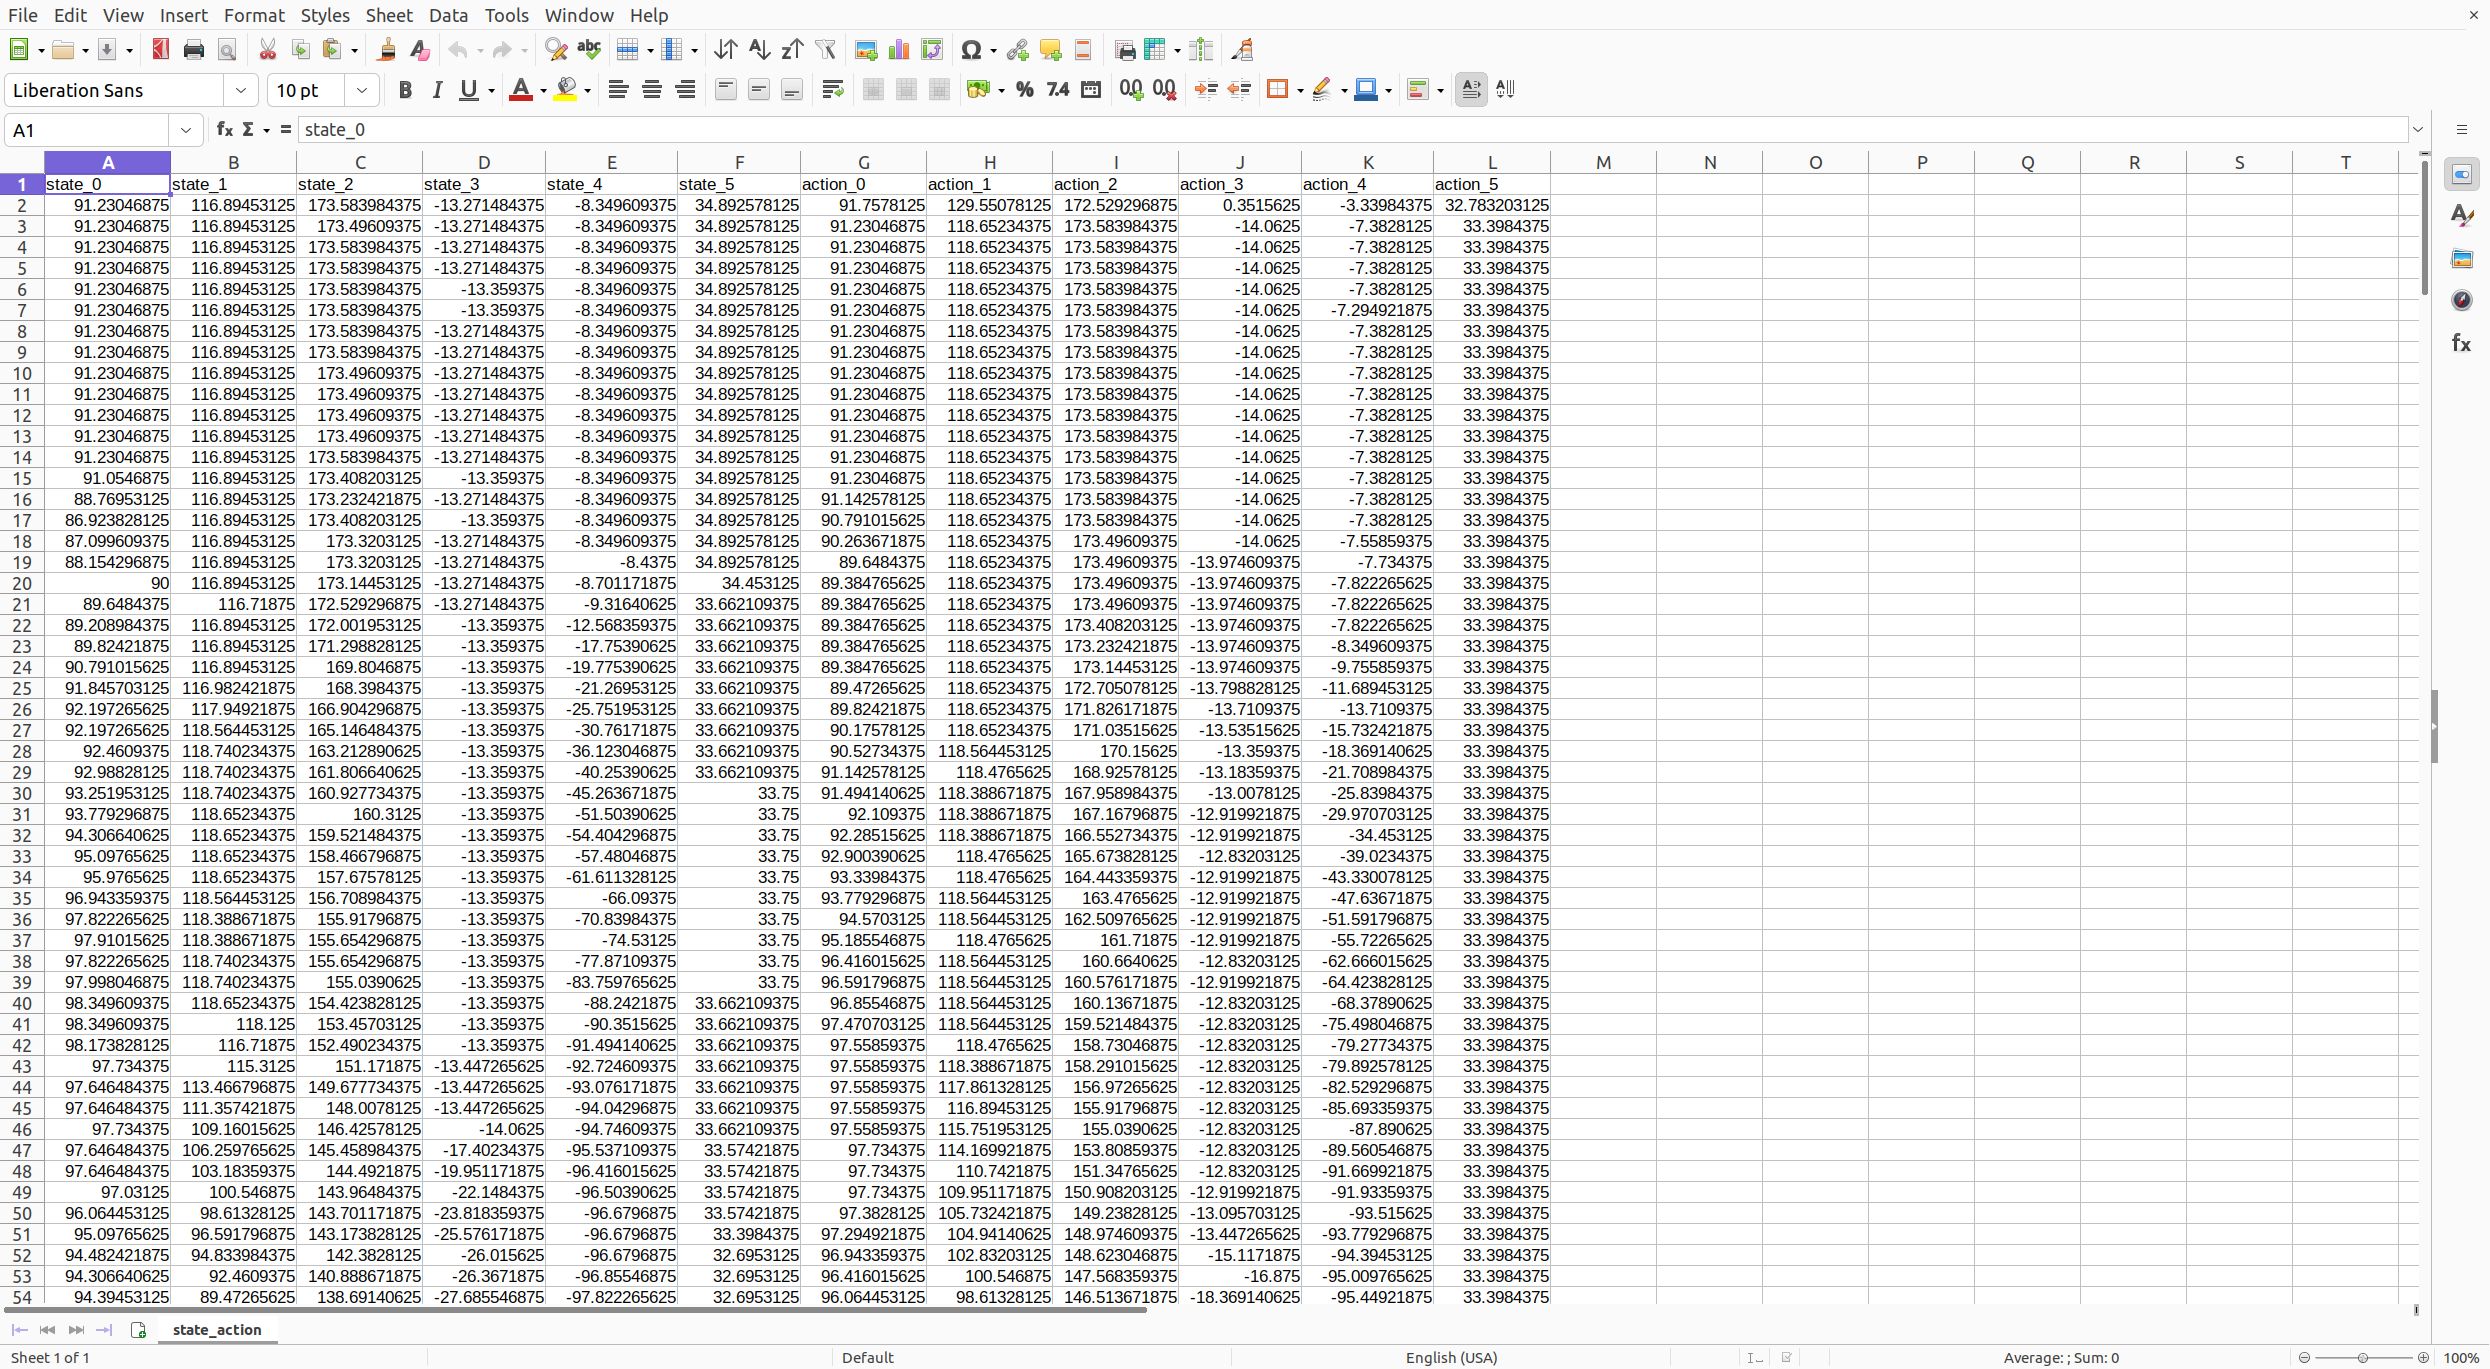 File Edit View Insert Format Styles Sheet Data Tools Window Help
Liberation Sans 10 pt
A1 state_0
A B C D E F G H I J K L M N O P Q R S T
1 state_0 state_1 state_2 state_3 state_4 state_5 action_0 action_1 action_2 action_3 action_4 action_5
2 91.23046875 116.89453125 173.583984375 -13.271484375 -8.349609375 34.892578125 91.7578125 129.55078125 172.529296875 0.3515625 -3.33984375 32.783203125
3 91.23046875 116.89453125 173.49609375 -13.271484375 -8.349609375 34.892578125 91.23046875 118.65234375 173.583984375 -14.0625 -7.3828125 33.3984375
4 91.23046875 116.89453125 173.583984375 -13.271484375 -8.349609375 34.892578125 91.23046875 118.65234375 173.583984375 -14.0625 -7.3828125 33.3984375
5 91.23046875 116.89453125 173.583984375 -13.271484375 -8.349609375 34.892578125 91.23046875 118.65234375 173.583984375 -14.0625 -7.3828125 33.3984375
6 91.23046875 116.89453125 173.583984375 -13.359375 -8.349609375 34.892578125 91.23046875 118.65234375 173.583984375 -14.0625 -7.3828125 33.3984375
7 91.23046875 116.89453125 173.583984375 -13.359375 -8.349609375 34.892578125 91.23046875 118.65234375 173.583984375 -14.0625 -7.294921875 33.3984375
8 91.23046875 116.89453125 173.583984375 -13.271484375 -8.349609375 34.892578125 91.23046875 118.65234375 173.583984375 -14.0625 -7.3828125 33.3984375
9 91.23046875 116.89453125 173.583984375 -13.271484375 -8.349609375 34.892578125 91.23046875 118.65234375 173.583984375 -14.0625 -7.3828125 33.3984375
10 91.23046875 116.89453125 173.49609375 -13.271484375 -8.349609375 34.892578125 91.23046875 118.65234375 173.583984375 -14.0625 -7.3828125 33.3984375
11 91.23046875 116.89453125 173.49609375 -13.271484375 -8.349609375 34.892578125 91.23046875 118.65234375 173.583984375 -14.0625 -7.3828125 33.3984375
12 91.23046875 116.89453125 173.49609375 -13.271484375 -8.349609375 34.892578125 91.23046875 118.65234375 173.583984375 -14.0625 -7.3828125 33.3984375
13 91.23046875 116.89453125 173.49609375 -13.271484375 -8.349609375 34.892578125 91.23046875 118.65234375 173.583984375 -14.0625 -7.3828125 33.3984375
14 91.23046875 116.89453125 173.583984375 -13.271484375 -8.349609375 34.892578125 91.23046875 118.65234375 173.583984375 -14.0625 -7.3828125 33.3984375
15 91.0546875 116.89453125 173.408203125 -13.359375 -8.349609375 34.892578125 91.23046875 118.65234375 173.583984375 -14.0625 -7.3828125 33.3984375
16 88.76953125 116.89453125 173.232421875 -13.271484375 -8.349609375 34.892578125 91.142578125 118.65234375 173.583984375 -14.0625 -7.3828125 33.3984375
17 86.923828125 116.89453125 173.408203125 -13.359375 -8.349609375 34.892578125 90.791015625 118.65234375 173.583984375 -14.0625 -7.3828125 33.3984375
18 87.099609375 116.89453125 173.3203125 -13.271484375 -8.349609375 34.892578125 90.263671875 118.65234375 173.49609375 -14.0625 -7.55859375 33.3984375
19 88.154296875 116.89453125 173.3203125 -13.271484375 -8.4375 34.892578125 89.6484375 118.65234375 173.49609375 -13.974609375 -7.734375 33.3984375
20 90 116.89453125 173.14453125 -13.271484375 -8.701171875 34.453125 89.384765625 118.65234375 173.49609375 -13.974609375 -7.822265625 33.3984375
21 89.6484375 116.71875 172.529296875 -13.271484375 -9.31640625 33.662109375 89.384765625 118.65234375 173.49609375 -13.974609375 -7.822265625 33.3984375
22 89.208984375 116.89453125 172.001953125 -13.359375 -12.568359375 33.662109375 89.384765625 118.65234375 173.408203125 -13.974609375 -7.822265625 33.3984375
23 89.82421875 116.89453125 171.298828125 -13.359375 -17.75390625 33.662109375 89.384765625 118.65234375 173.232421875 -13.974609375 -8.349609375 33.3984375
24 90.791015625 116.89453125 169.8046875 -13.359375 -19.775390625 33.662109375 89.384765625 118.65234375 173.14453125 -13.974609375 -9.755859375 33.3984375
25 91.845703125 116.982421875 168.3984375 -13.359375 -21.26953125 33.662109375 89.47265625 118.65234375 172.705078125 -13.798828125 -11.689453125 33.3984375
26 92.197265625 117.94921875 166.904296875 -13.359375 -25.751953125 33.662109375 89.82421875 118.65234375 171.826171875 -13.7109375 -13.7109375 33.3984375
27 92.197265625 118.564453125 165.146484375 -13.359375 -30.76171875 33.662109375 90.17578125 118.65234375 171.03515625 -13.53515625 -15.732421875 33.3984375
28 92.4609375 118.740234375 163.212890625 -13.359375 -36.123046875 33.662109375 90.52734375 118.564453125 170.15625 -13.359375 -18.369140625 33.3984375
29 92.98828125 118.740234375 161.806640625 -13.359375 -40.25390625 33.662109375 91.142578125 118.4765625 168.92578125 -13.18359375 -21.708984375 33.3984375
30 93.251953125 118.740234375 160.927734375 -13.359375 -45.263671875 33.75 91.494140625 118.388671875 167.958984375 -13.0078125 -25.83984375 33.3984375
31 93.779296875 118.65234375 160.3125 -13.359375 -51.50390625 33.75 92.109375 118.388671875 167.16796875 -12.919921875 -29.970703125 33.3984375
32 94.306640625 118.65234375 159.521484375 -13.359375 -54.404296875 33.75 92.28515625 118.388671875 166.552734375 -12.919921875 -34.453125 33.3984375
33 95.09765625 118.65234375 158.466796875 -13.359375 -57.48046875 33.75 92.900390625 118.4765625 165.673828125 -12.83203125 -39.0234375 33.3984375
34 95.9765625 118.65234375 157.67578125 -13.359375 -61.611328125 33.75 93.33984375 118.4765625 164.443359375 -12.919921875 -43.330078125 33.3984375
35 96.943359375 118.564453125 156.708984375 -13.359375 -66.09375 33.75 93.779296875 118.564453125 163.4765625 -12.919921875 -47.63671875 33.3984375
36 97.822265625 118.388671875 155.91796875 -13.359375 -70.83984375 33.75 94.5703125 118.564453125 162.509765625 -12.919921875 -51.591796875 33.3984375
37 97.91015625 118.388671875 155.654296875 -13.359375 -74.53125 33.75 95.185546875 118.4765625 161.71875 -12.919921875 -55.72265625 33.3984375
38 97.822265625 118.740234375 155.654296875 -13.359375 -77.87109375 33.75 96.416015625 118.564453125 160.6640625 -12.83203125 -62.666015625 33.3984375
39 97.998046875 118.740234375 155.0390625 -13.359375 -83.759765625 33.75 96.591796875 118.564453125 160.576171875 -12.919921875 -64.423828125 33.3984375
40 98.349609375 118.65234375 154.423828125 -13.359375 -88.2421875 33.662109375 96.85546875 118.564453125 160.13671875 -12.83203125 -68.37890625 33.3984375
41 98.349609375 118.125 153.45703125 -13.359375 -90.3515625 33.662109375 97.470703125 118.564453125 159.521484375 -12.83203125 -75.498046875 33.3984375
42 98.173828125 116.71875 152.490234375 -13.359375 -91.494140625 33.662109375 97.55859375 118.4765625 158.73046875 -12.83203125 -79.27734375 33.3984375
43 97.734375 115.3125 151.171875 -13.447265625 -92.724609375 33.662109375 97.55859375 118.388671875 158.291015625 -12.83203125 -79.892578125 33.3984375
44 97.646484375 113.466796875 149.677734375 -13.447265625 -93.076171875 33.662109375 97.55859375 117.861328125 156.97265625 -12.83203125 -82.529296875 33.3984375
45 97.646484375 111.357421875 148.0078125 -13.447265625 -94.04296875 33.662109375 97.55859375 116.89453125 155.91796875 -12.83203125 -85.693359375 33.3984375
46 97.734375 109.16015625 146.42578125 -14.0625 -94.74609375 33.662109375 97.55859375 115.751953125 155.0390625 -12.83203125 -87.890625 33.3984375
47 97.646484375 106.259765625 145.458984375 -17.40234375 -95.537109375 33.57421875 97.734375 114.169921875 153.80859375 -12.83203125 -89.560546875 33.3984375
48 97.646484375 103.18359375 144.4921875 -19.951171875 -96.416015625 33.57421875 97.734375 110.7421875 151.34765625 -12.83203125 -91.669921875 33.3984375
49 97.03125 100.546875 143.96484375 -22.1484375 -96.50390625 33.57421875 97.734375 109.951171875 150.908203125 -12.919921875 -91.93359375 33.3984375
50 96.064453125 98.61328125 143.701171875 -23.818359375 -96.6796875 33.57421875 97.3828125 105.732421875 149.23828125 -13.095703125 -93.515625 33.3984375
51 95.09765625 96.591796875 143.173828125 -25.576171875 -96.6796875 33.3984375 97.294921875 104.94140625 148.974609375 -13.447265625 -93.779296875 33.3984375
52 94.482421875 94.833984375 142.3828125 -26.015625 -96.6796875 32.6953125 96.943359375 102.83203125 148.623046875 -15.1171875 -94.39453125 33.3984375
53 94.306640625 92.4609375 140.888671875 -26.3671875 -96.85546875 32.6953125 96.416015625 100.546875 147.568359375 -16.875 -95.009765625 33.3984375
54 94.39453125 89.47265625 138.69140625 -27.685546875 -97.822265625 32.6953125 96.064453125 98.61328125 146.513671875 -18.369140625 -95.44921875 33.3984375
state_action
Sheet 1 of 1 Default English (USA) Average: ; Sum: 0 100%